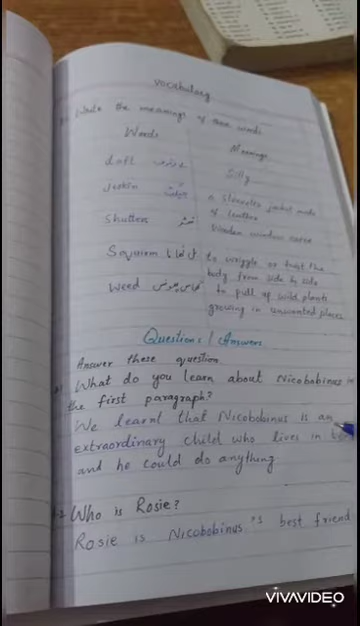 Vocabulary
Write the meanings of these words
Words Meanings
daft Silly
Jerkin جیکٹ a sleeveless jacket made of leather
Shutters شٹر Wooden window cover
Squirm to wriggle or twist the body from side to side
Weed to pull up wild plants growing in unwanted places
Questions / Answers
Answer these question
What do you learn about Nicobobinus in
the first paragraph?
We learnt that Nicobobinus is an
extraordinary child who lives in
and he could do anything.
Who is Rosie?
Rosie is Nicobobinus's best friend
VIVAVIDEO